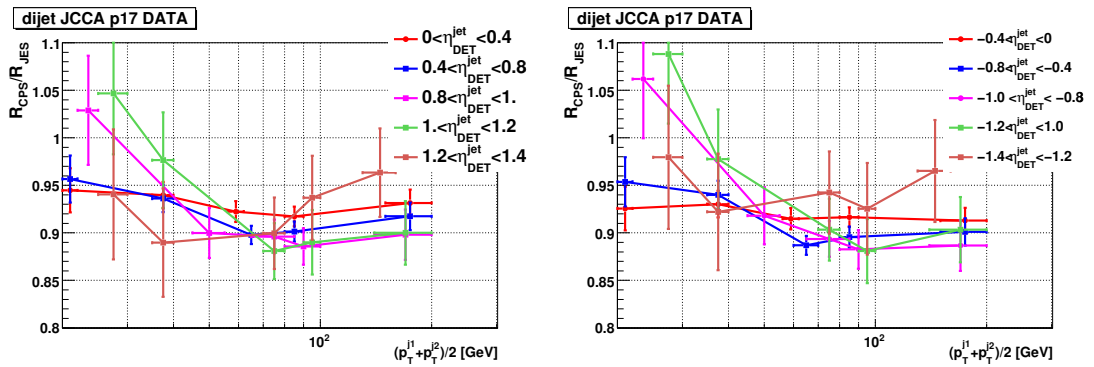 dijet JCCA p17 DATA
R_CPS/R_JES
1.1
1.05
1
0.95
0.9
0.85
0.8
0<η_DET^jet<0.4
0.4<η_DET^jet<0.8
0.8<η_DET^jet<1.
1.<η_DET^jet<1.2
1.2<η_DET^jet<1.4
10^2
(p_T^j1+p_T^j2)/2 [GeV]
dijet JCCA p17 DATA
R_CPS/R_JES
1.1
1.05
1
0.95
0.9
0.85
0.8
−0.4<η_DET^jet<0
−0.8<η_DET^jet<−0.4
−1.0 <η_DET^jet< −0.8
−1.2<η_DET^jet<1.0
−1.4<η_DET^jet<−1.2
10^2
(p_T^j1+p_T^j2)/2 [GeV]